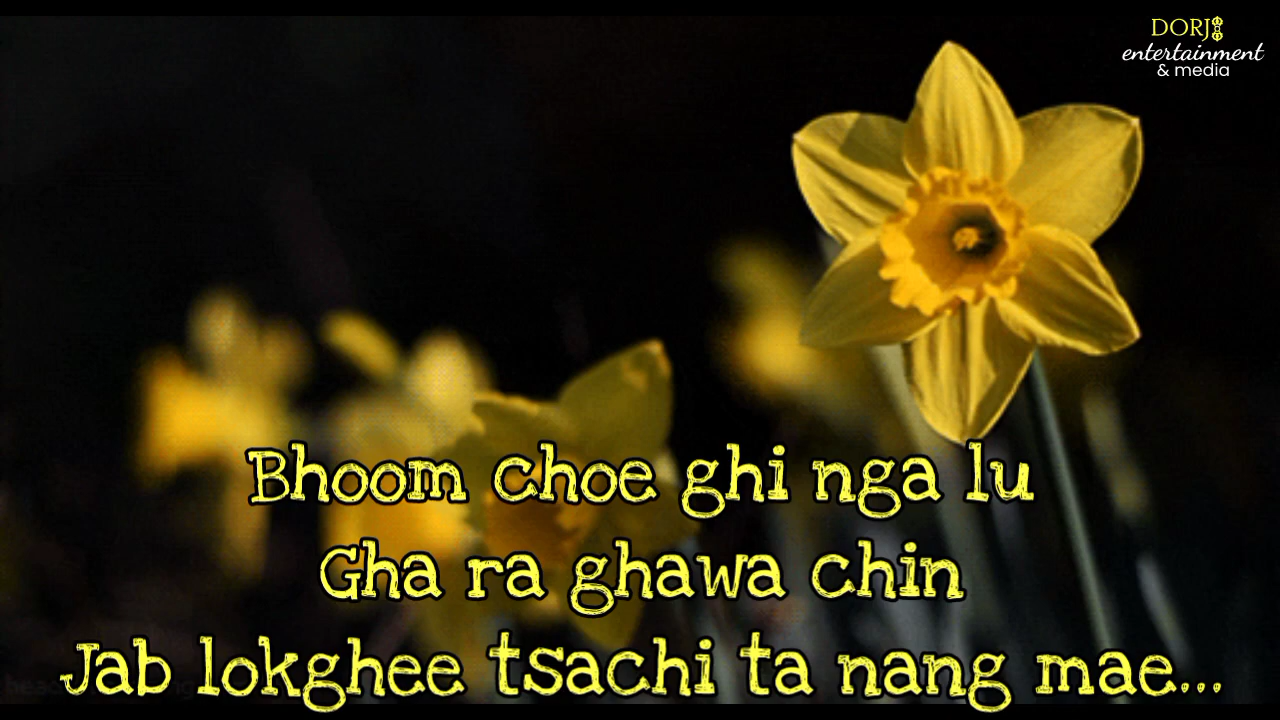 DORJI
entertainment
& media
Bhoom choe ghi nga lu
Gha ra ghawa chin
Jab lokghee tsachi ta nang mae...